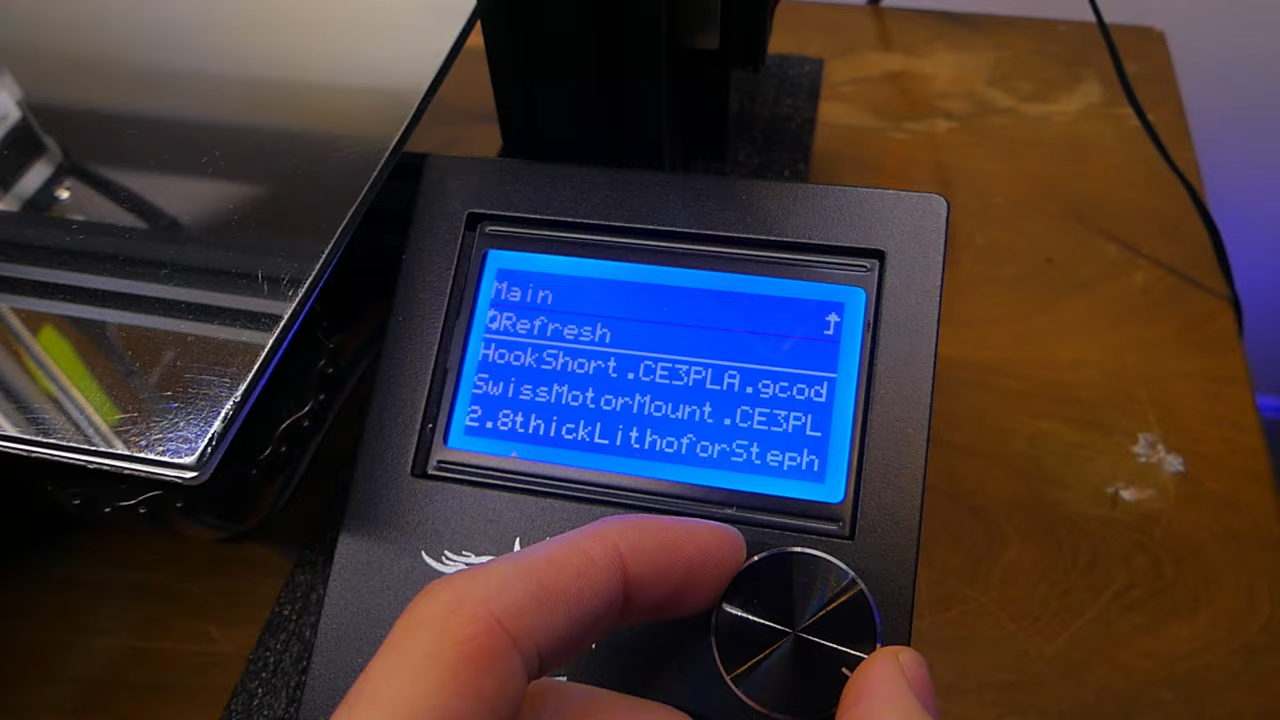 Main
Refresh
HookShort.CE3PLA.gcod
SwissMotorMount.CE3PL
2.8thickLithoforSteph